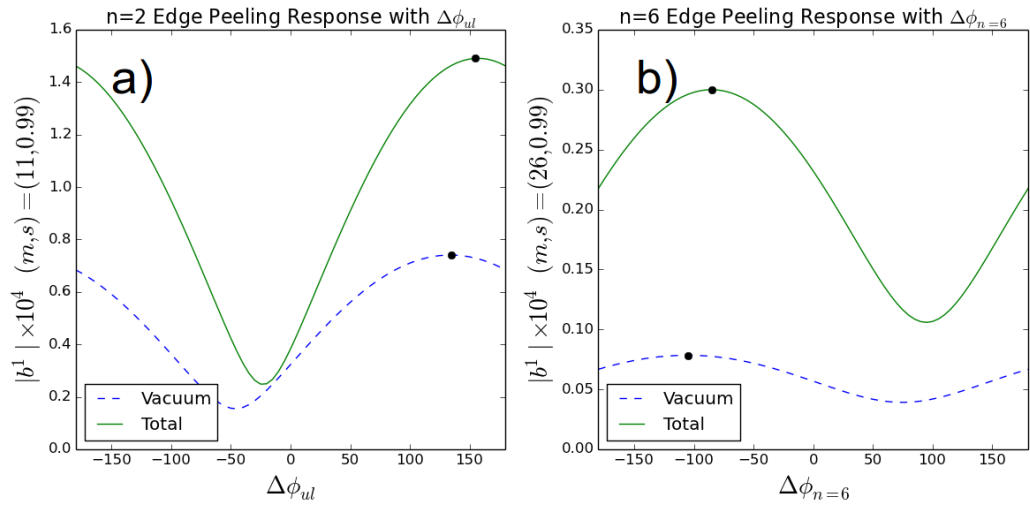 n=2 Edge Peeling Response with Δϕ_ul
a)
|b¹| ×10⁴ (m,s)=(11,0.99)
1.6
1.4
1.2
1.0
0.8
0.6
0.4
0.2
0.0
Vacuum
Total
−150 −100 −50 0 50 100 150
Δϕ_ul
n=6 Edge Peeling Response with Δϕ_n=6
b)
|b¹| ×10⁴ (m,s)=(26,0.99)
0.35
0.30
0.25
0.20
0.15
0.10
0.05
0.00
Vacuum
Total
−150 −100 −50 0 50 100 150
Δϕ_n=6